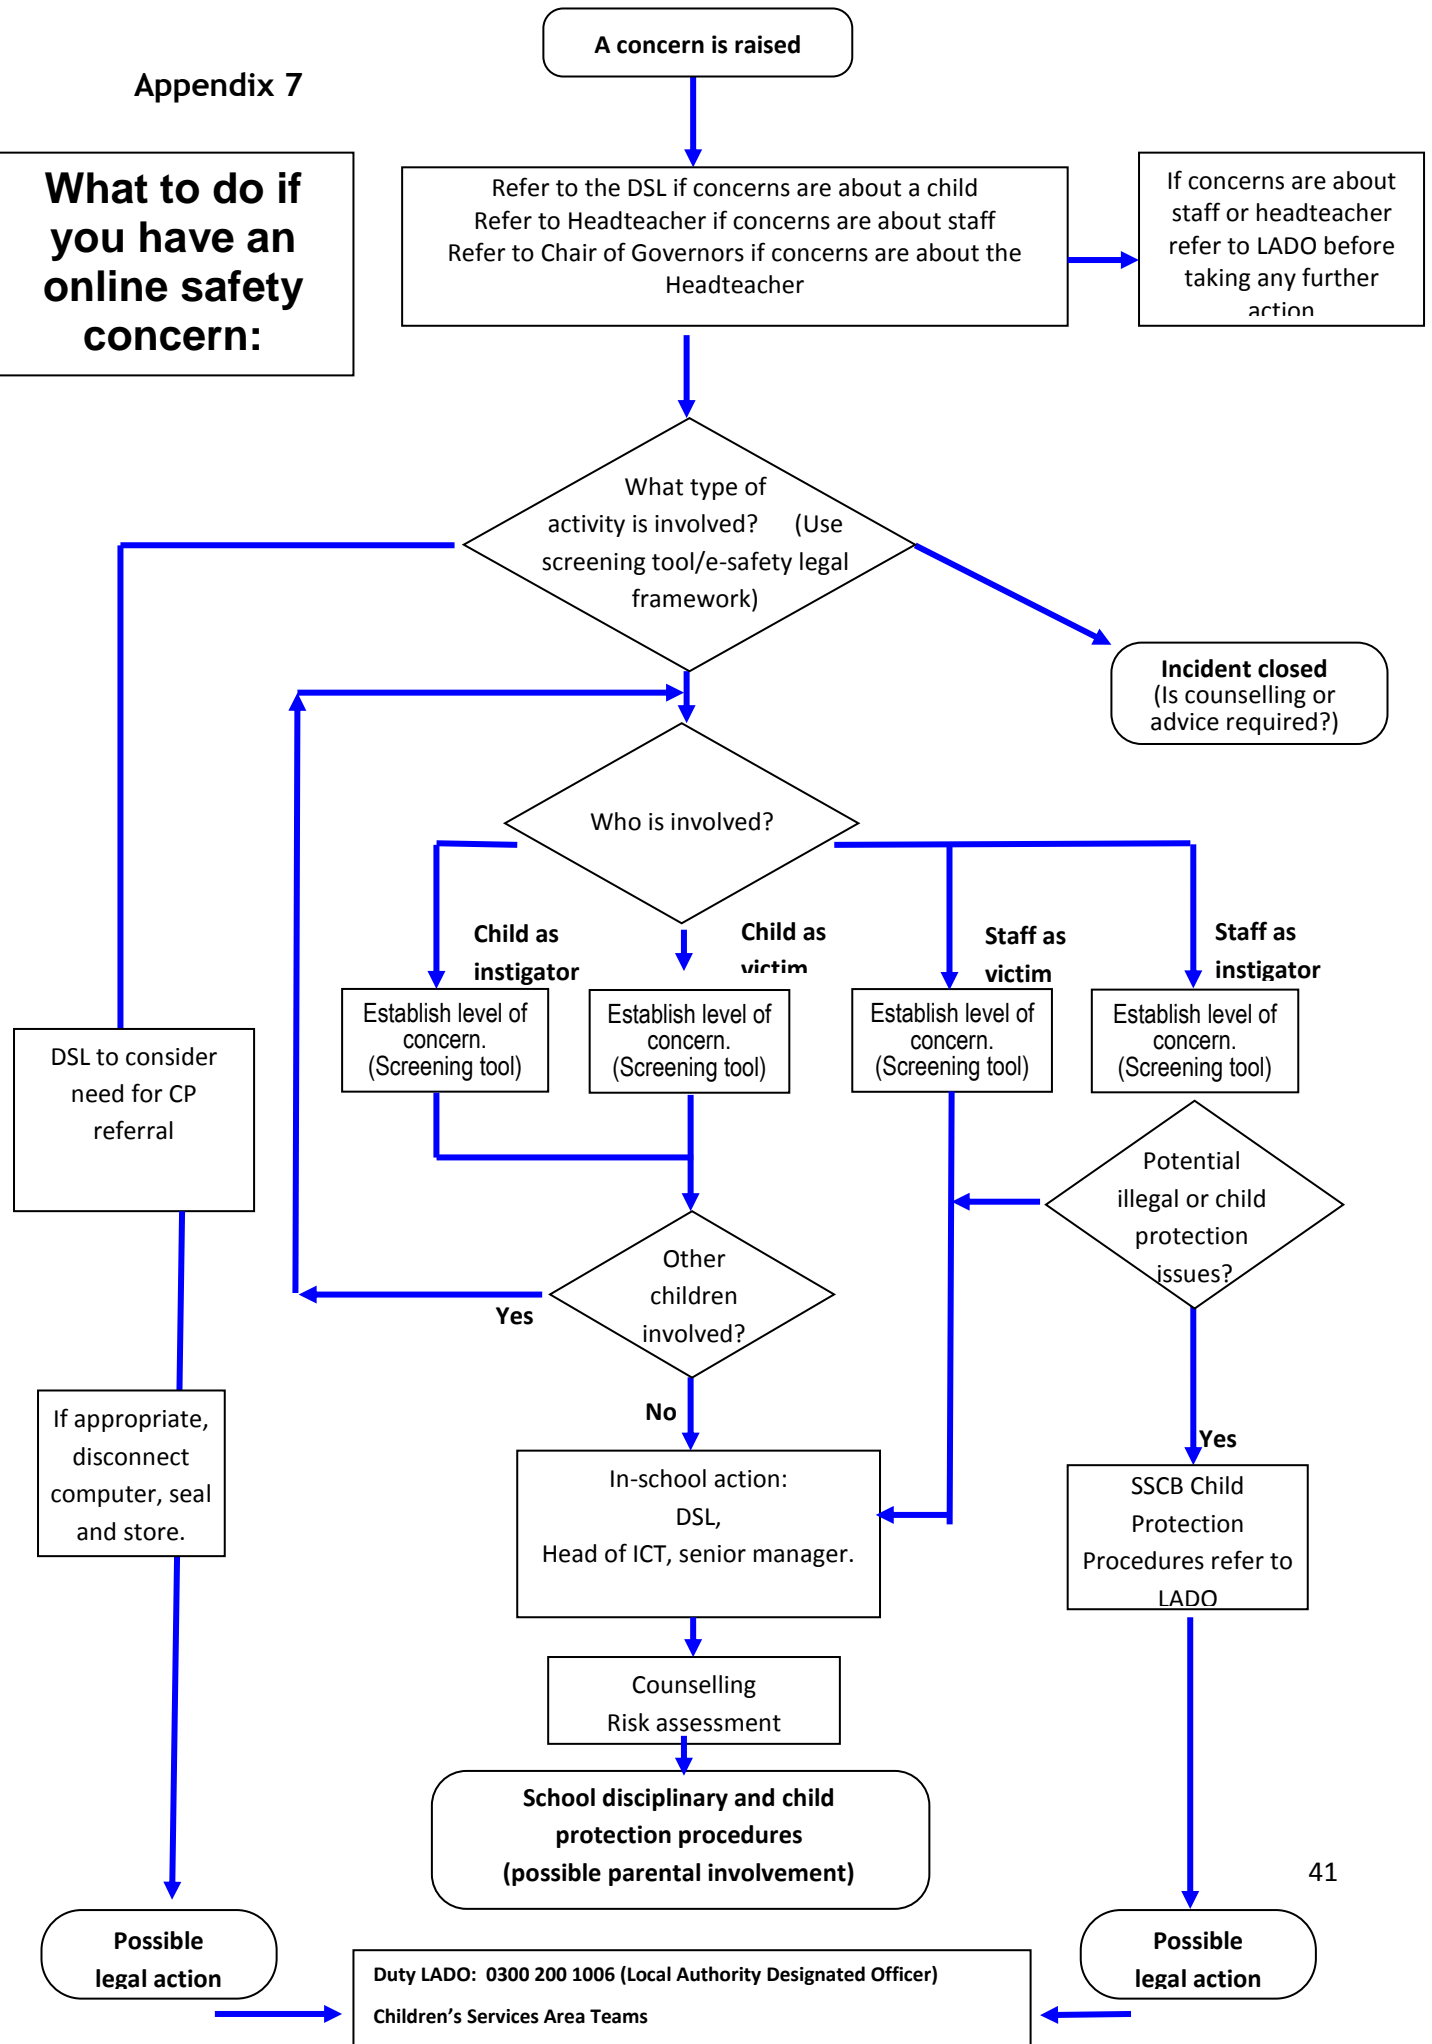 A concern is raised
Appendix 7
What to do if
you have an
online safety
concern:
Refer to the DSL if concerns are about a child
Refer to Headteacher if concerns are about staff
Refer to Chair of Governors if concerns are about the
Headteacher
If concerns are about
staff or headteacher
refer to LADO before
taking any further
action
What type of
activity is involved? (Use
screening tool/e-safety legal
framework)
Incident closed
(Is counselling or
advice required?)
Who is involved?
Child as
instigator
Child as
victim
Staff as
victim
Staff as
instigator
Establish level of
concern.
(Screening tool)
Establish level of
concern.
(Screening tool)
Establish level of
concern.
(Screening tool)
Establish level of
concern.
(Screening tool)
DSL to consider
need for CP
referral
Potential
illegal or child
protection
issues?
Other
children
involved?
Yes
No
Yes
If appropriate,
disconnect
computer, seal
and store.
In-school action:
DSL,
Head of ICT, senior manager.
SSCB Child
Protection
Procedures refer to
LADO
Counselling
Risk assessment
School disciplinary and child
protection procedures
(possible parental involvement)
41
Possible
legal action
Possible
legal action
Duty LADO: 0300 200 1006 (Local Authority Designated Officer)
Children's Services Area Teams